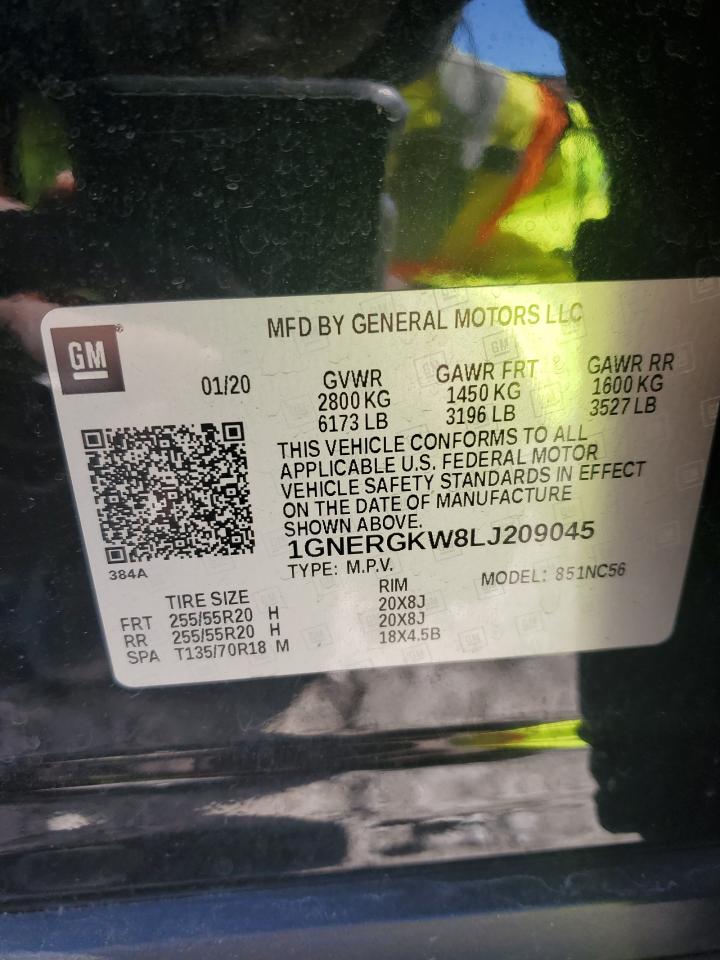 MFD BY GENERAL MOTORS LLC
GM®
01/20
GVWR GAWR FRT GAWR RR
2800 KG 1450 KG 1600 KG
6173 LB 3196 LB 3527 LB
THIS VEHICLE CONFORMS TO ALL
APPLICABLE U.S. FEDERAL MOTOR
VEHICLE SAFETY STANDARDS IN EFFECT
ON THE DATE OF MANUFACTURE
SHOWN ABOVE.
1GNERGKW8LJ209045
TYPE: M.P.V. MODEL: 851NC56
384A
TIRE SIZE RIM
FRT 255/55R20 H 20X8J
RR 255/55R20 H 20X8J
SPA T135/70R18 M 18X4.5B